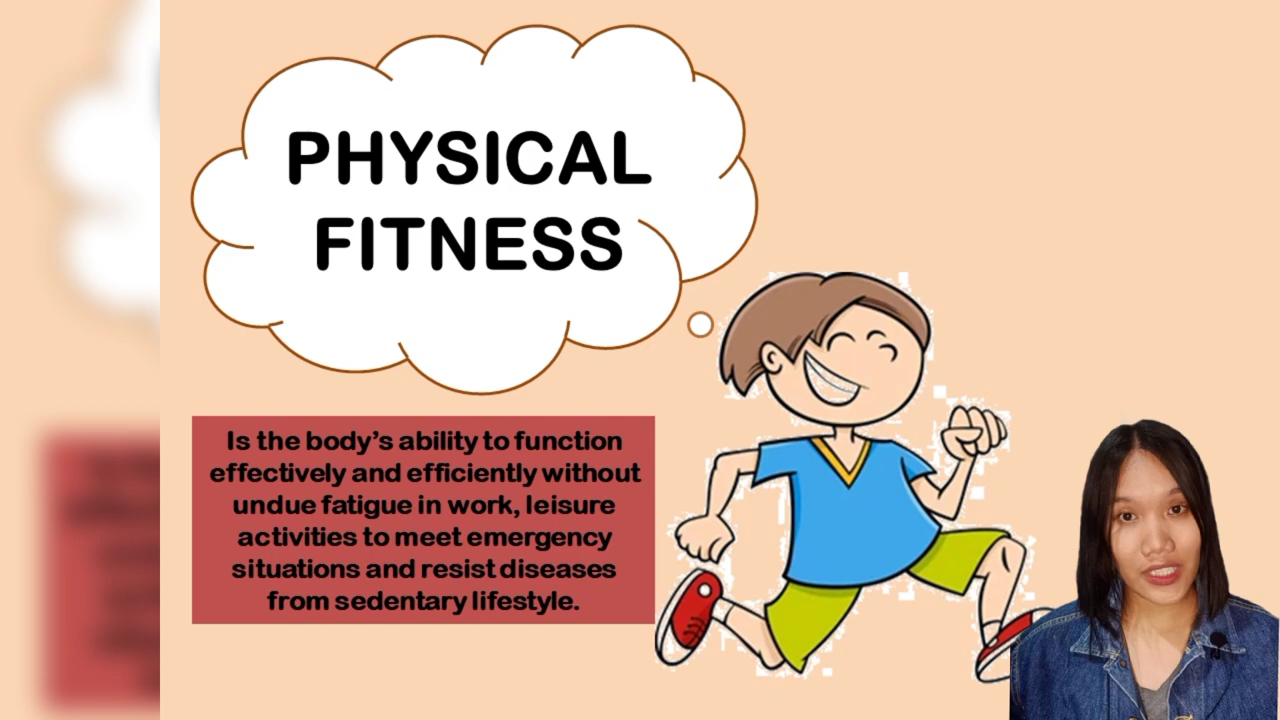 PHYSICAL
FITNESS
Is the body’s ability to function
effectively and efficiently without
undue fatigue in work, leisure
activities to meet emergency
situations and resist diseases
from sedentary lifestyle.